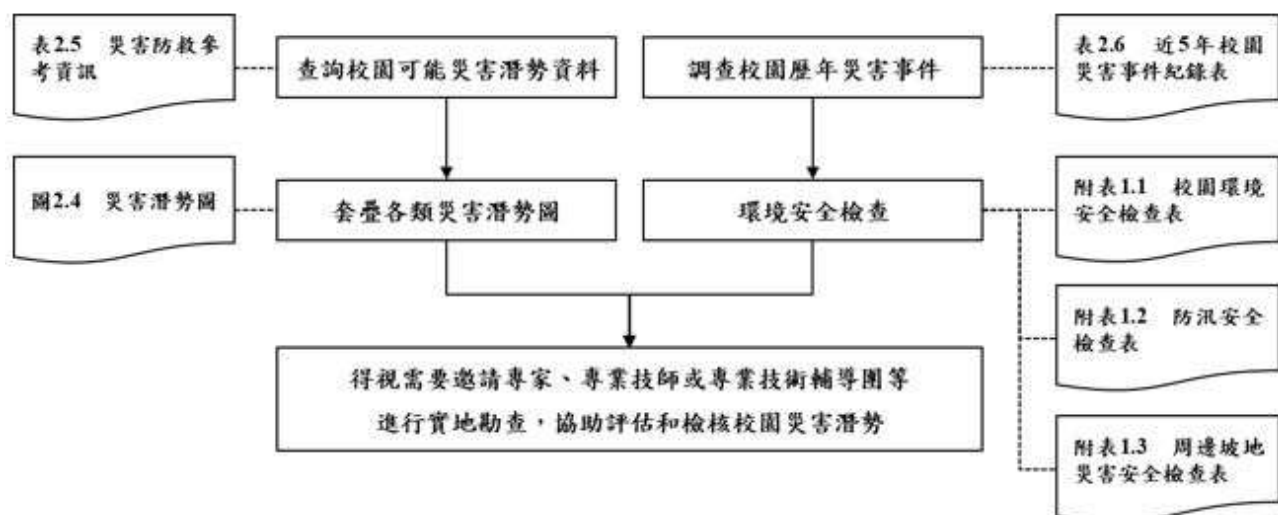 表2.5 災害防救參
考資訊
查詢校園可能災害潛勢資料
調查校園歷年災害事件
表2.6 近5年校園
災害事件紀錄表
圖2.4 災害潛勢圖
套疊各類災害潛勢圖
環境安全檢查
附表1.1 校園環境
安全檢查表
附表1.2 防汛安全
檢查表
得視需要邀請專家、專業技師或專業技術輔導團等
進行實地勘查，協助評估和檢核校園災害潛勢
附表1.3 周邊坡地
災害安全檢查表